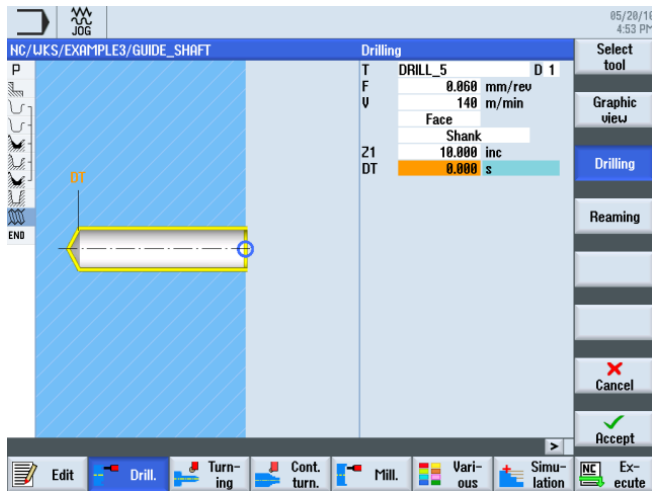 JOG
05/20/16
4:53 PM
NC/WKS/EXAMPLE3/GUIDE_SHAFT
Drilling
P
END
DT
T DRILL_5 D 1
F 0.060 mm/rev
V 140 m/min
Face
Shank
Z1 10.000 inc
DT 0.000 s
Select
tool
Graphic
view
Drilling
Reaming
Cancel
Accept
>
Edit
Drill.
Turn-
ing
Cont.
turn.
Mill.
Vari-
ous
Simu-
lation
NC
Ex-
ecute